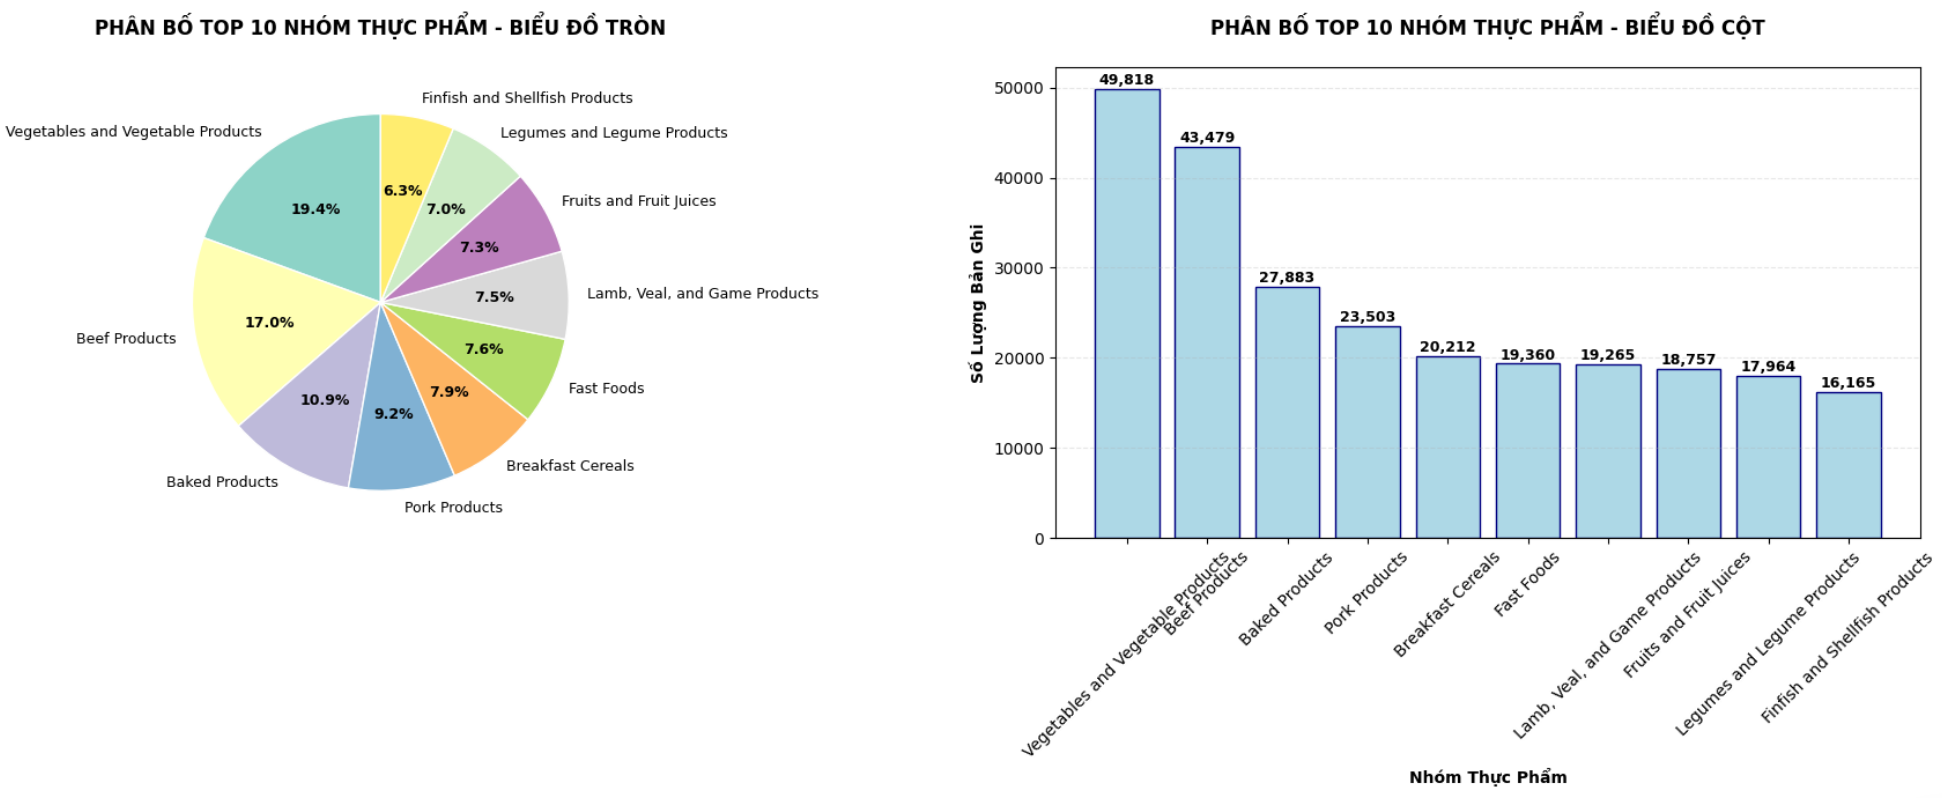 PHÂN BỐ TOP 10 NHÓM THỰC PHẨM - BIỂU ĐỒ TRÒN
Finfish and Shellfish Products
Legumes and Legume Products
Vegetables and Vegetable Products
Fruits and Fruit Juices
Lamb, Veal, and Game Products
Beef Products
Fast Foods
Breakfast Cereals
Baked Products
Pork Products
6.3%
7.0%
19.4%
7.3%
7.5%
17.0%
7.6%
7.9%
10.9%
9.2%
PHÂN BỐ TOP 10 NHÓM THỰC PHẨM - BIỂU ĐỒ CỘT
Số Lượng Bản Ghi
50000
40000
30000
20000
10000
0
49,818
43,479
27,883
23,503
20,212
19,360
19,265
18,757
17,964
16,165
Vegetables and Vegetable Products
Beef Products
Baked Products
Pork Products
Breakfast Cereals
Fast Foods
Lamb, Veal, and Game Products
Fruits and Fruit Juices
Legumes and Legume Products
Finfish and Shellfish Products
Nhóm Thực Phẩm